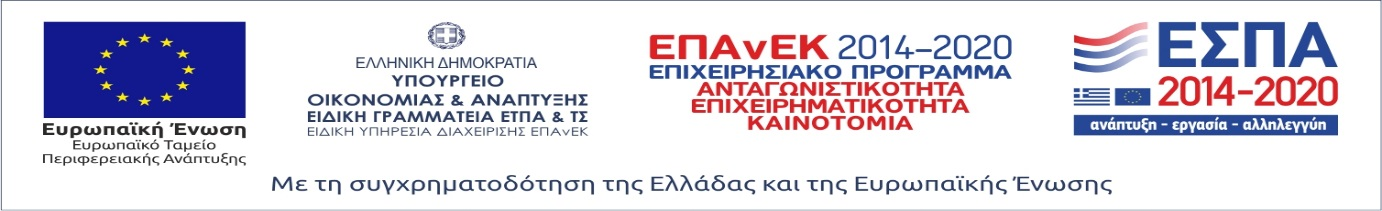 Ευρωπαϊκή Ένωση
Ευρωπαϊκό Ταμείο
Περιφερειακής Ανάπτυξης
ΕΛΛΗΝΙΚΗ ΔΗΜΟΚΡΑΤΙΑ
ΥΠΟΥΡΓΕΙΟ
ΟΙΚΟΝΟΜΙΑΣ & ΑΝΑΠΤΥΞΗΣ
ΕΙΔΙΚΗ ΓΡΑΜΜΑΤΕΙΑ ΕΤΠΑ & ΤΣ
ΕΙΔΙΚΗ ΥΠΗΡΕΣΙΑ ΔΙΑΧΕΙΡΙΣΗΣ ΕΠΑνΕΚ
ΕΠΑνΕΚ 2014–2020
ΕΠΙΧΕΙΡΗΣΙΑΚΟ ΠΡΟΓΡΑΜΜΑ
ΑΝΤΑΓΩΝΙΣΤΙΚΟΤΗΤΑ
ΕΠΙΧΕΙΡΗΜΑΤΙΚΟΤΗΤΑ
ΚΑΙΝΟΤΟΜΙΑ
ΕΣΠΑ
2014-2020
ανάπτυξη - εργασία - αλληλεγγύη
Με τη συγχρηματοδότηση της Ελλάδας και της Ευρωπαϊκής Ένωσης